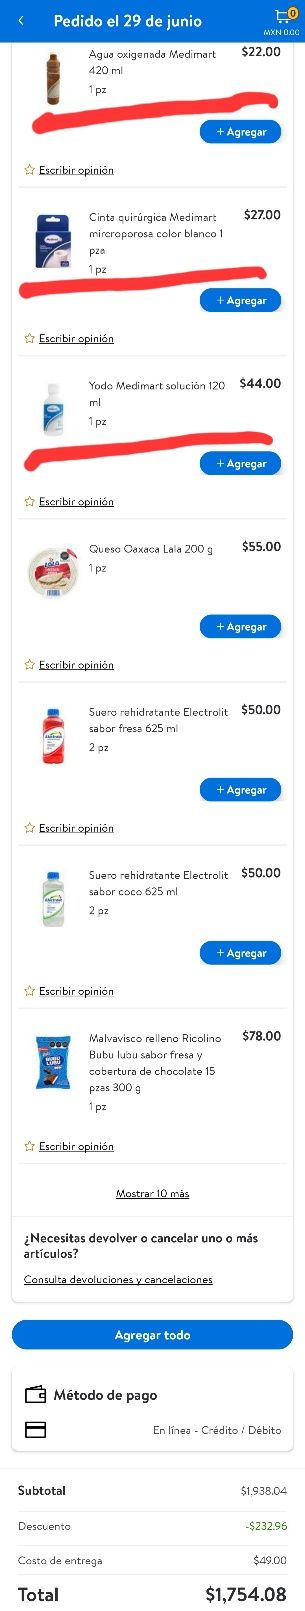 Pedido el 29 de junio
0
MXN 0.00
Agua oxigenada Medimart
420 ml
$22.00
1 pz
+ Agregar
Escribir opinión
Cinta quirúrgica Medimart
mircroporosa color blanco 1
pza
$27.00
1 pz
+ Agregar
Escribir opinión
Yodo Medimart solución 120
ml
$44.00
1 pz
+ Agregar
Escribir opinión
Queso Oaxaca Lala 200 g
$55.00
1 pz
+ Agregar
Escribir opinión
Suero rehidratante Electrolit
sabor fresa 625 ml
$50.00
2 pz
+ Agregar
Escribir opinión
Suero rehidratante Electrolit
sabor coco 625 ml
$50.00
2 pz
+ Agregar
Escribir opinión
Malvavisco relleno Ricolino
Bubu lubu sabor fresa y
cobertura de chocolate 15
pzas 300 g
$78.00
1 pz
Escribir opinión
Mostrar 10 más
¿Necesitas devolver o cancelar uno o más
artículos?
Consulta devoluciones y cancelaciones
Agregar todo
Método de pago
En línea - Crédito / Débito
Subtotal $1,938.04
Descuento -$232.96
Costo de entrega $49.00
Total $1,754.08